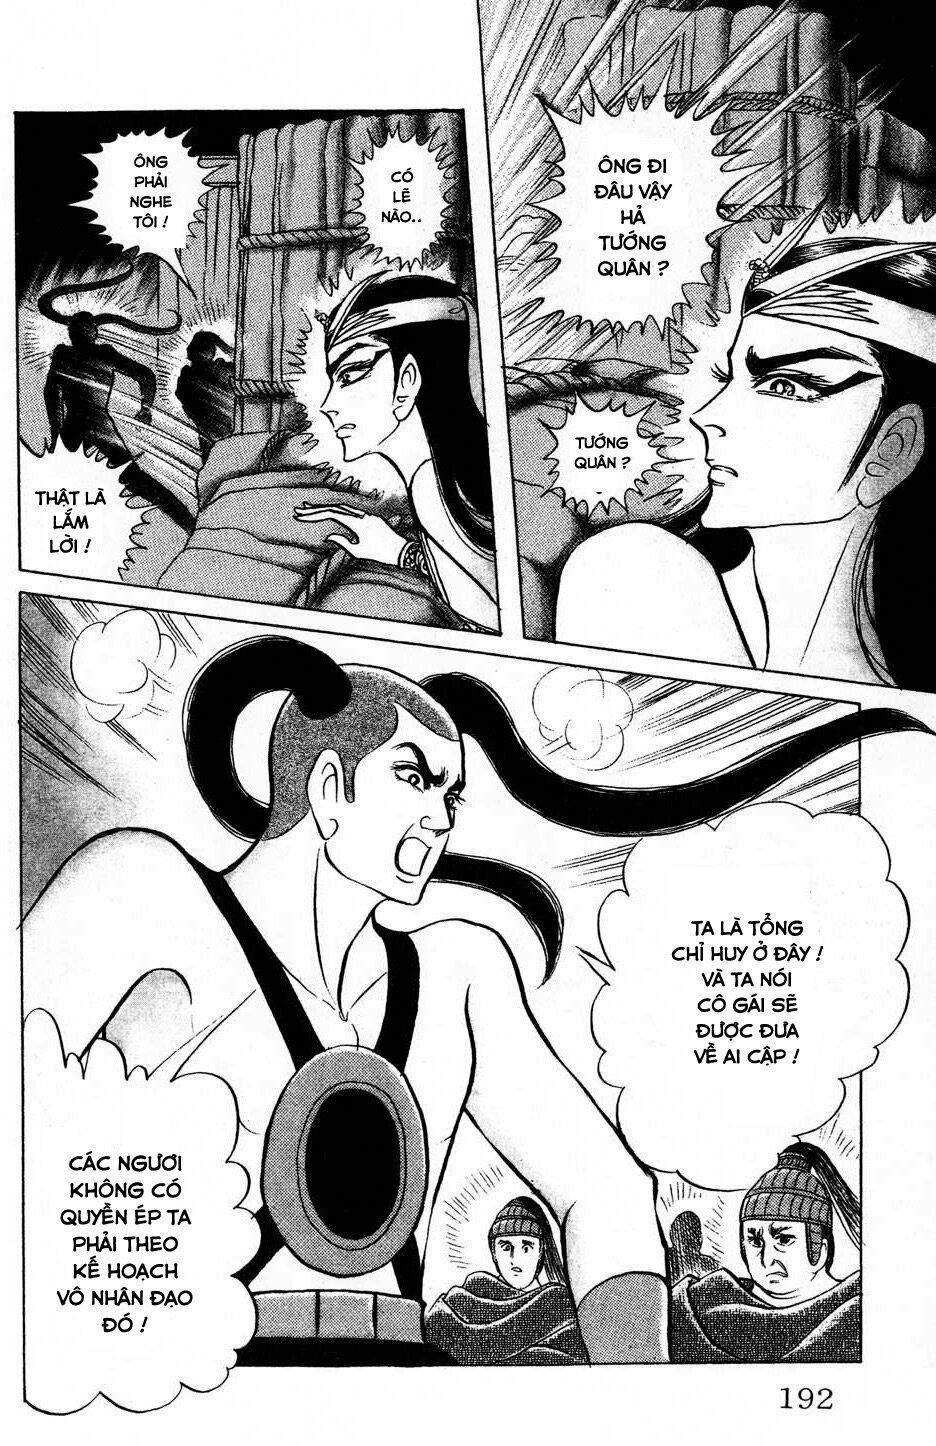 ÔNG ĐI
ĐÂU VẬY
HẢ
TƯỚNG
QUÂN ?
TƯỚNG
QUÂN ?
CÓ
LẼ
NÀO..
ÔNG
PHẢI
NGHE
TÔI !
THẬT LÀ
LẮM
LỜI !
TA LÀ TỔNG
CHỈ HUY Ở ĐÂY !
VÀ TA NÓI
CÔ GÁI SẼ
ĐƯỢC ĐƯA
VỀ AI CẬP !
CÁC NGƯƠI
KHÔNG CÓ
QUYỀN ÉP TA
PHẢI THEO
KẾ HOẠCH
VÔ NHÂN ĐẠO
ĐÓ !
192